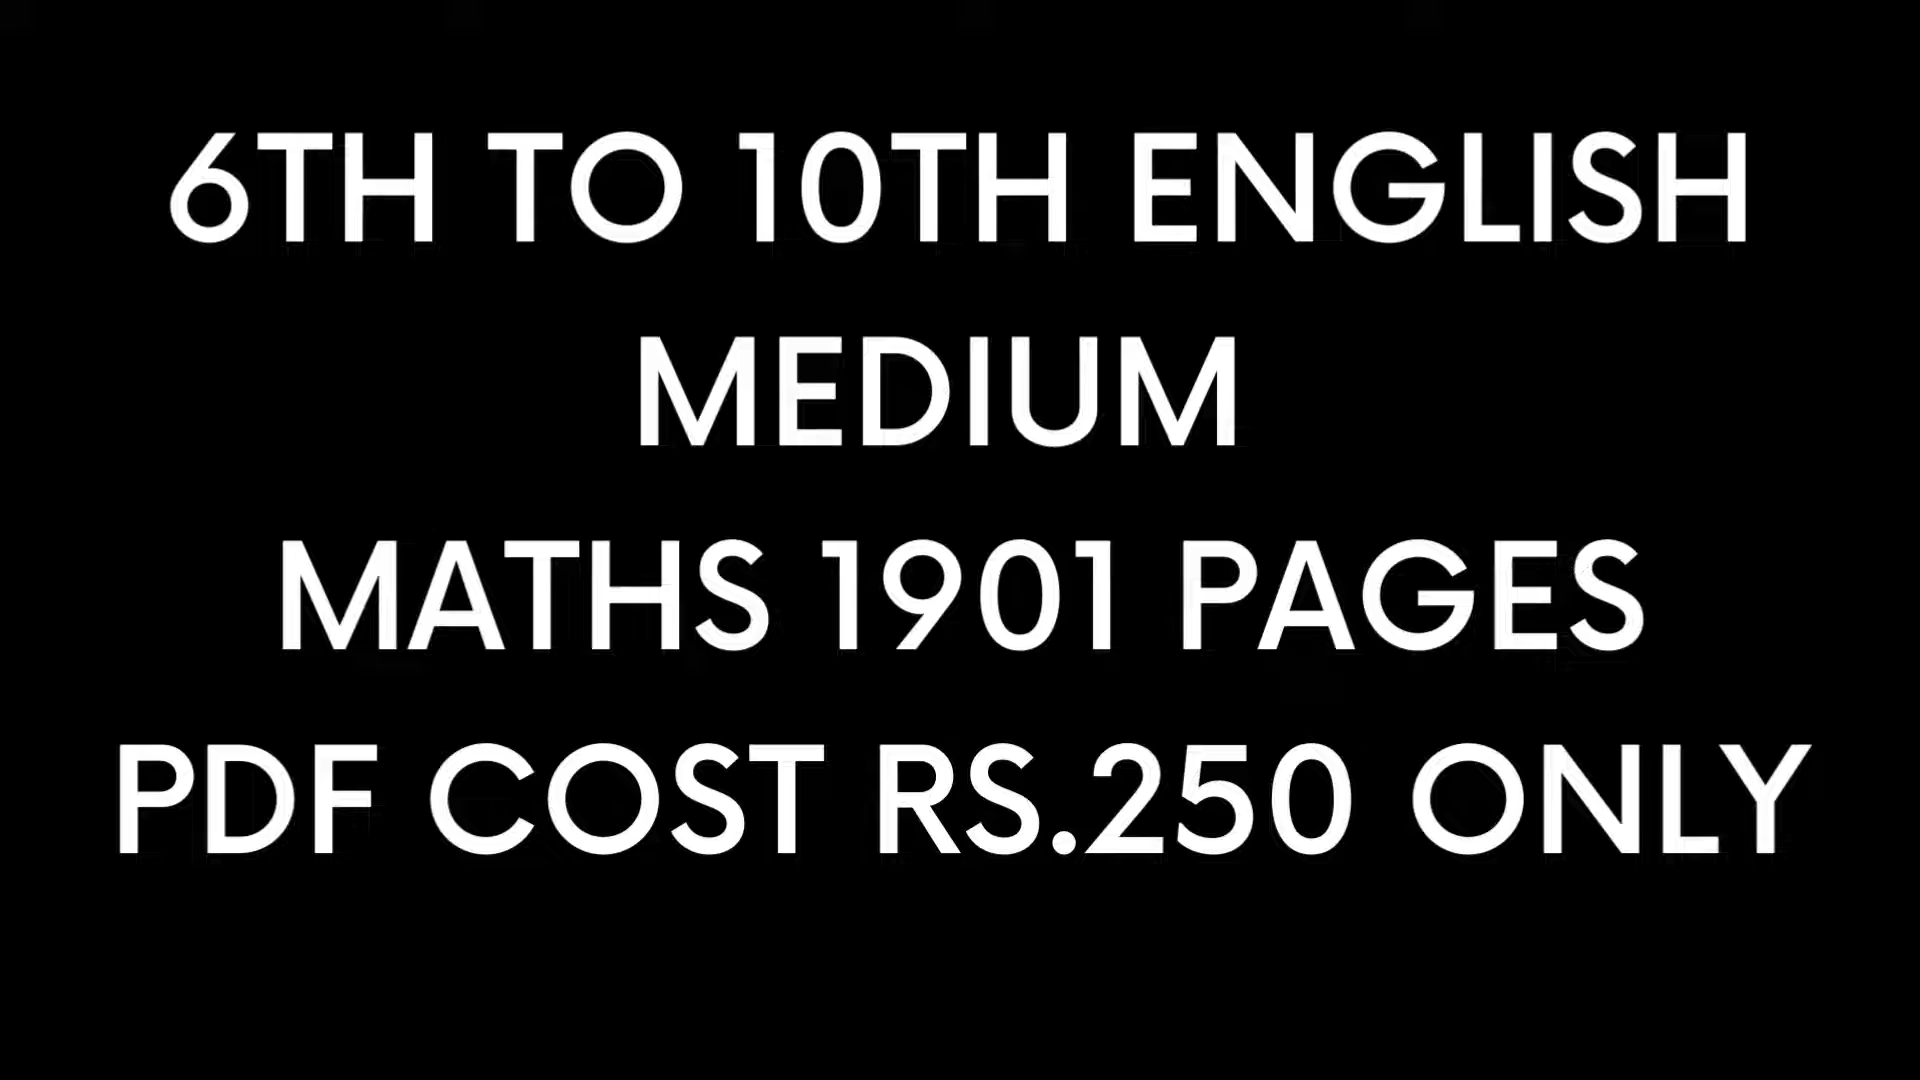 6TH TO 10TH ENGLISH
MEDIUM
MATHS 1901 PAGES
PDF COST RS.250 ONLY